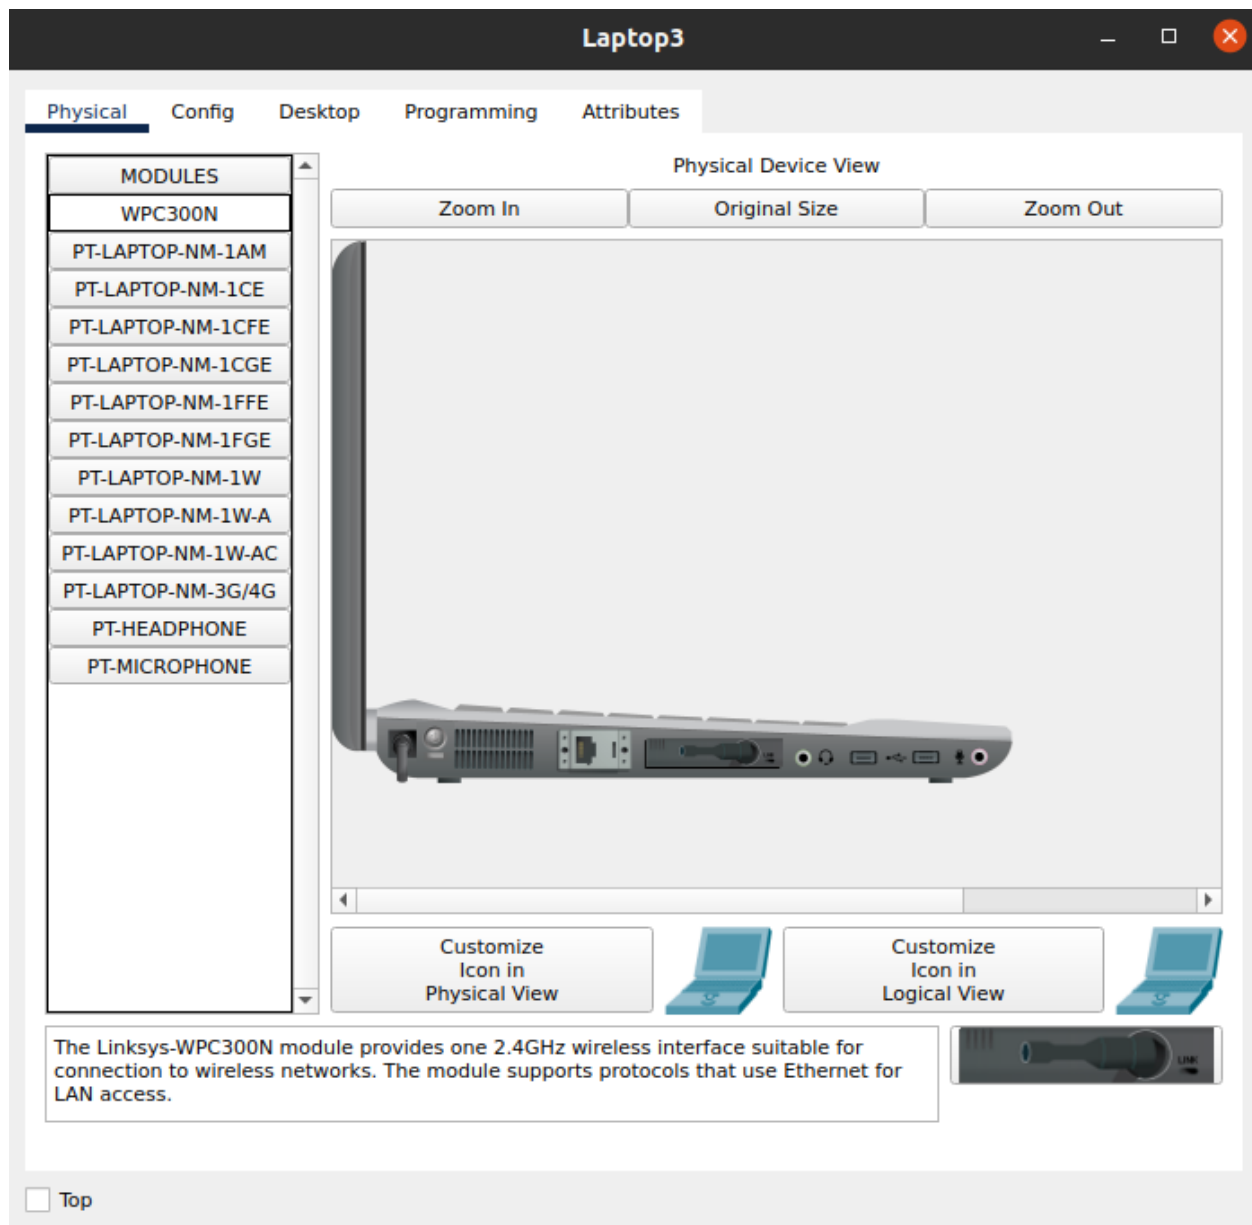 Laptop3
Physical
Config
Desktop
Programming
Attributes
MODULES
WPC300N
PT-LAPTOP-NM-1AM
PT-LAPTOP-NM-1CE
PT-LAPTOP-NM-1CFE
PT-LAPTOP-NM-1CGE
PT-LAPTOP-NM-1FFE
PT-LAPTOP-NM-1FGE
PT-LAPTOP-NM-1W
PT-LAPTOP-NM-1W-A
PT-LAPTOP-NM-1W-AC
PT-LAPTOP-NM-3G/4G
PT-HEADPHONE
PT-MICROPHONE
Physical Device View
Zoom In
Original Size
Zoom Out
LINK
Customize
Icon in
Physical View
Customize
Icon in
Logical View
The Linksys-WPC300N module provides one 2.4GHz wireless interface suitable for
connection to wireless networks. The module supports protocols that use Ethernet for
LAN access.
LINK
Top